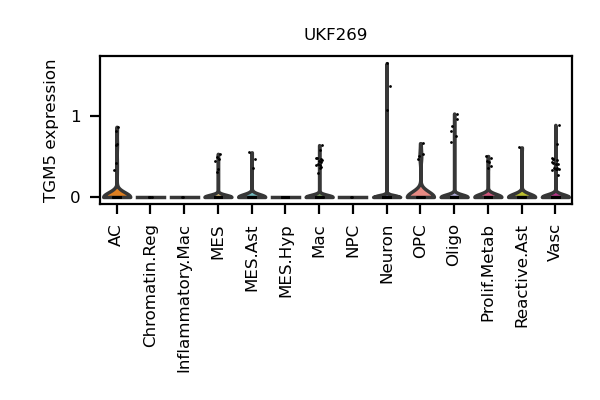 UKF269
TGM5 expression
1
0
AC
Chromatin.Reg
Inflammatory.Mac
MES
MES.Ast
MES.Hyp
Mac
NPC
Neuron
OPC
Oligo
Prolif.Metab
Reactive.Ast
Vasc